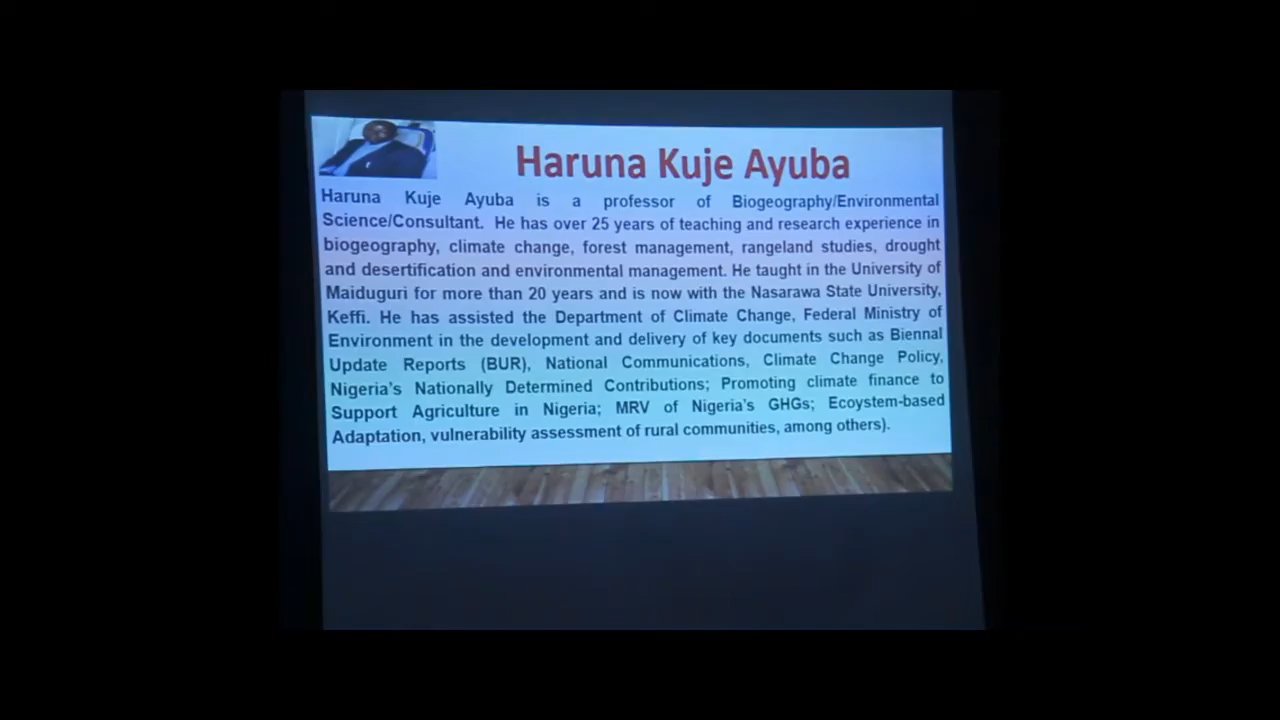 Haruna Kuje Ayuba
Haruna Kuje Ayuba is a professor of Biogeography/Environmental
Science/Consultant. He has over 25 years of teaching and research experience in
biogeography, climate change, forest management, rangeland studies, drought
and desertification and environmental management. He taught in the University of
Maiduguri for more than 20 years and is now with the Nasarawa State University,
Keffi. He has assisted the Department of Climate Change, Federal Ministry of
Environment in the development and delivery of key documents such as Biennal
Update Reports (BUR), National Communications, Climate Change Policy,
Nigeria's Nationally Determined Contributions; Promoting climate finance to
Support Agriculture in Nigeria; MRV of Nigeria's GHGs; Ecoystem-based
Adaptation, vulnerability assessment of rural communities, among others).